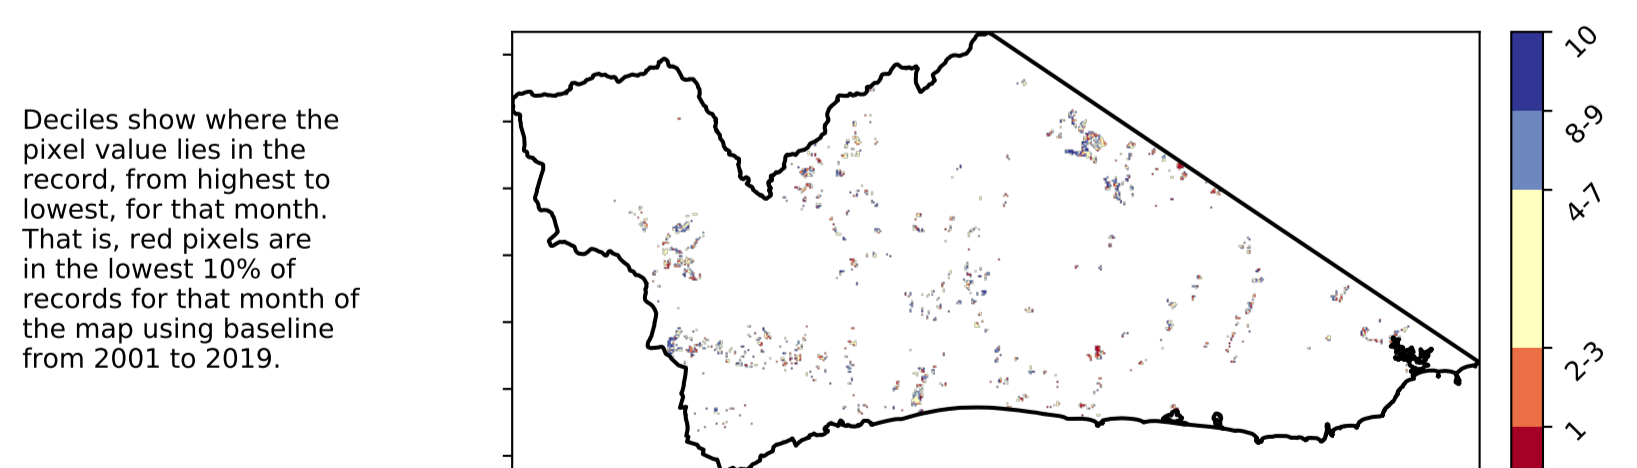 Deciles show where the
pixel value lies in the
record, from highest to
lowest, for that month.
That is, red pixels are
in the lowest 10% of
records for that month of
the map using baseline
from 2001 to 2019.
10
8-9
4-7
2-3
1